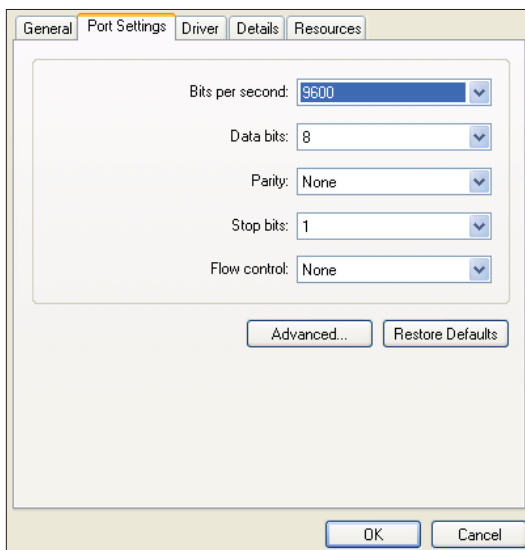 General Port Settings Driver Details Resources
Bits per second: 9600
Data bits: 8
Parity: None
Stop bits: 1
Flow control: None
Advanced... Restore Defaults
OK Cancel